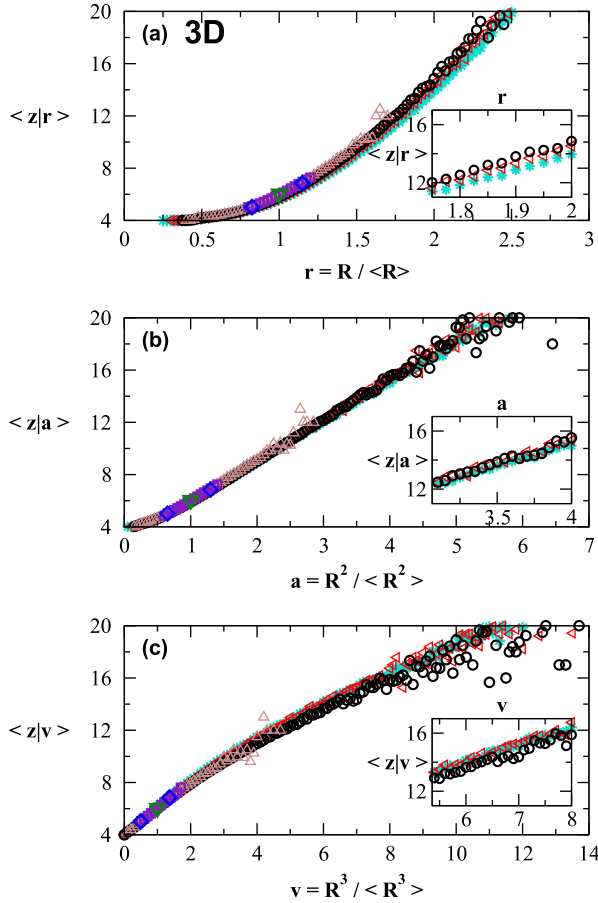 20
(a) 3D
16
r
< z|r>
12
16
< z|r>
8
12
4
1.8 1.9 2
0 0.5 1 1.5 2 2.5 3
r = R / <R>
20
(b)
16
a
< z|a >
12
16
< z|a >
8
12
3.5 4
4
0 1 2 3 4 5 6 7
a = R² / < R² >
20
(c)
16
v
< z|v >
12
16
< z|v >
8
12
6 7 8
4
0 2 4 6 8 10 12 14
v = R³ / < R³ >